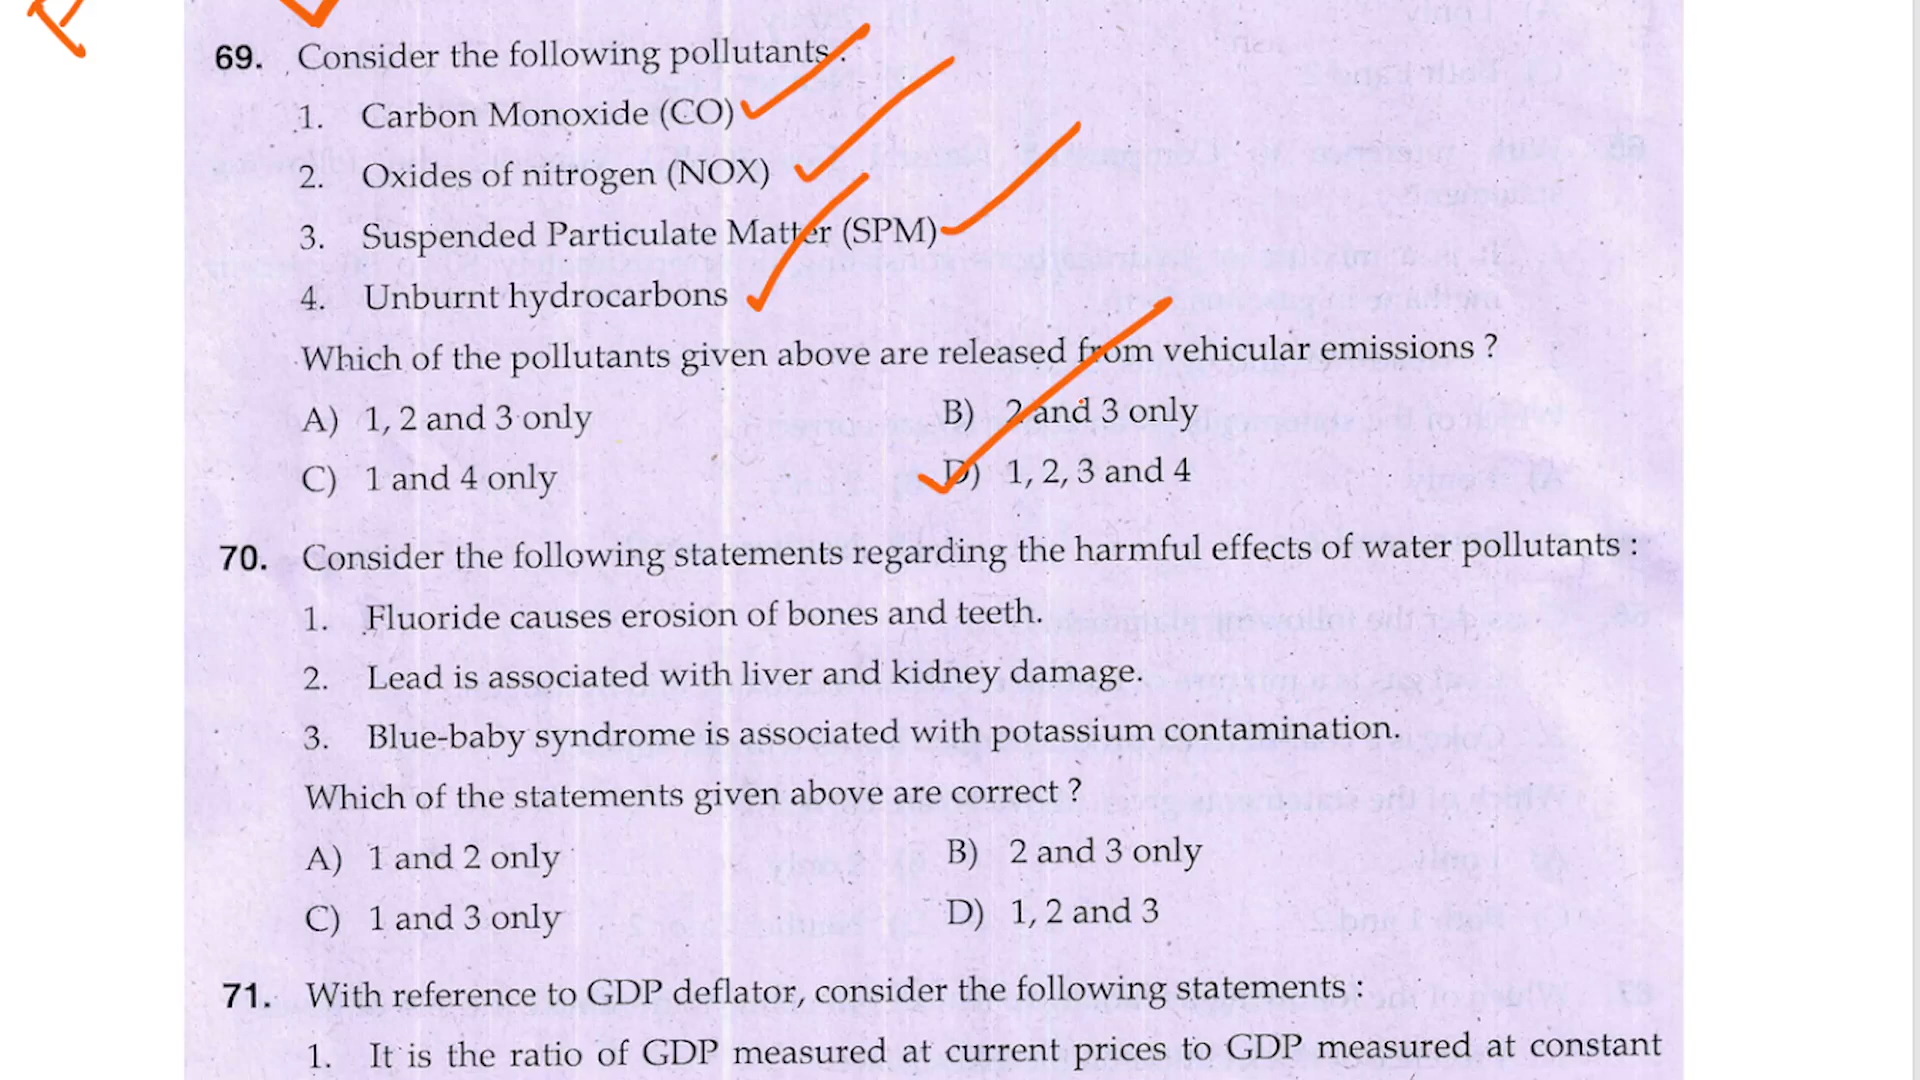 69. Consider the following pollutants :
1. Carbon Monoxide (CO)
2. Oxides of nitrogen (NOX)
3. Suspended Particulate Matter (SPM)
4. Unburnt hydrocarbons
Which of the pollutants given above are released from vehicular emissions ?
A) 1, 2 and 3 only B) 2 and 3 only
C) 1 and 4 only D) 1, 2, 3 and 4
70. Consider the following statements regarding the harmful effects of water pollutants :
1. Fluoride causes erosion of bones and teeth.
2. Lead is associated with liver and kidney damage.
3. Blue-baby syndrome is associated with potassium contamination.
Which of the statements given above are correct ?
A) 1 and 2 only B) 2 and 3 only
C) 1 and 3 only D) 1, 2 and 3
71. With reference to GDP deflator, consider the following statements :
1. It is the ratio of GDP measured at current prices to GDP measured at constant